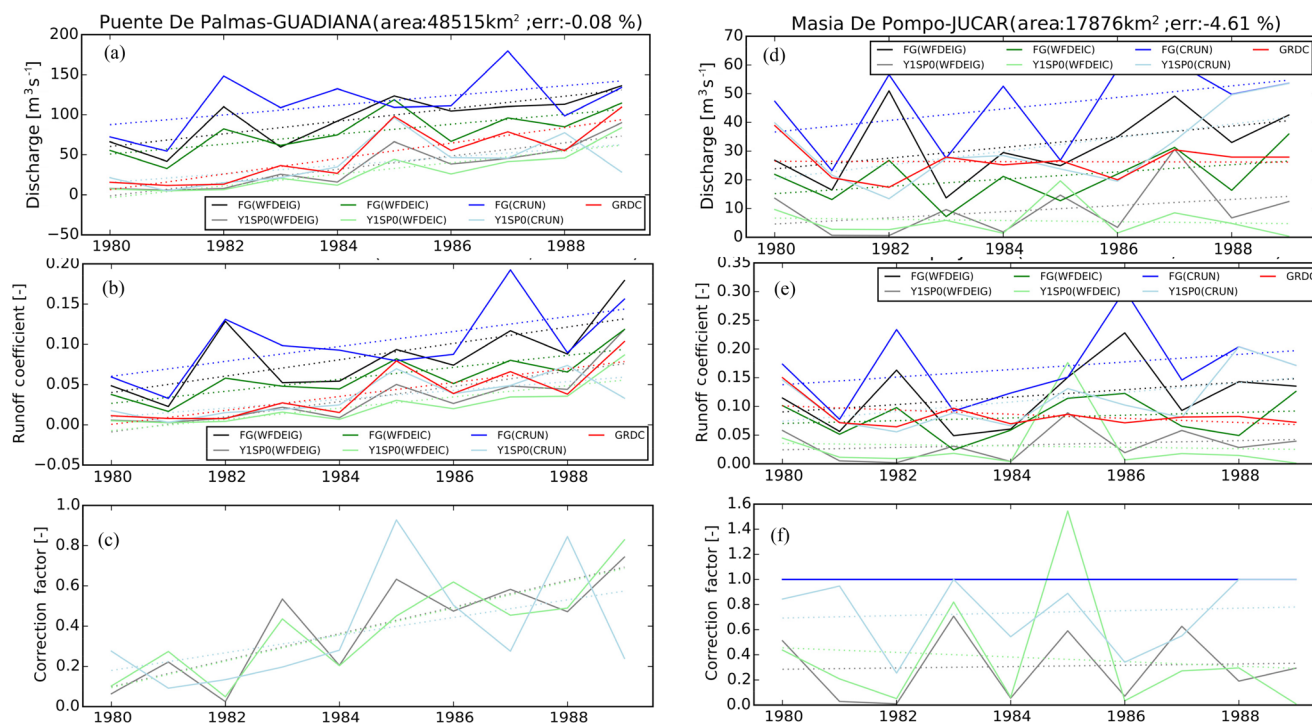 Puente De Palmas-GUADIANA(area:48515km² ;err:-0.08 %)
(a)
Discharge [m³s⁻¹]
200
150
100
50
0
−50
FG(WFDEIG) FG(WFDEIC) FG(CRUN) GRDC
Y1SP0(WFDEIG) Y1SP0(WFDEIC) Y1SP0(CRUN)
1980 1982 1984 1986 1988
(b)
Runoff coefficient [-]
0.20
0.15
0.10
0.05
0.00
−0.05
FG(WFDEIG) FG(WFDEIC) FG(CRUN) GRDC
Y1SP0(WFDEIG) Y1SP0(WFDEIC) Y1SP0(CRUN)
1980 1982 1984 1986 1988
(c)
Correction factor [-]
1.0
0.8
0.6
0.4
0.2
0.0
1980 1982 1984 1986 1988
Masia De Pompo-JUCAR(area:17876km² ;err:-4.61 %)
(d)
Discharge [m³s⁻¹]
70
60
50
40
30
20
10
0
FG(WFDEIG) FG(WFDEIC) FG(CRUN) GRDC
Y1SP0(WFDEIG) Y1SP0(WFDEIC) Y1SP0(CRUN)
1980 1982 1984 1986 1988
(e)
Runoff coefficient [-]
0.35
0.30
0.25
0.20
0.15
0.10
0.05
0.00
FG(WFDEIG) FG(WFDEIC) FG(CRUN) GRDC
Y1SP0(WFDEIG) Y1SP0(WFDEIC) Y1SP0(CRUN)
1980 1982 1984 1986 1988
(f)
Correction factor [-]
1.6
1.4
1.2
1.0
0.8
0.6
0.4
0.2
0.0
1980 1982 1984 1986 1988